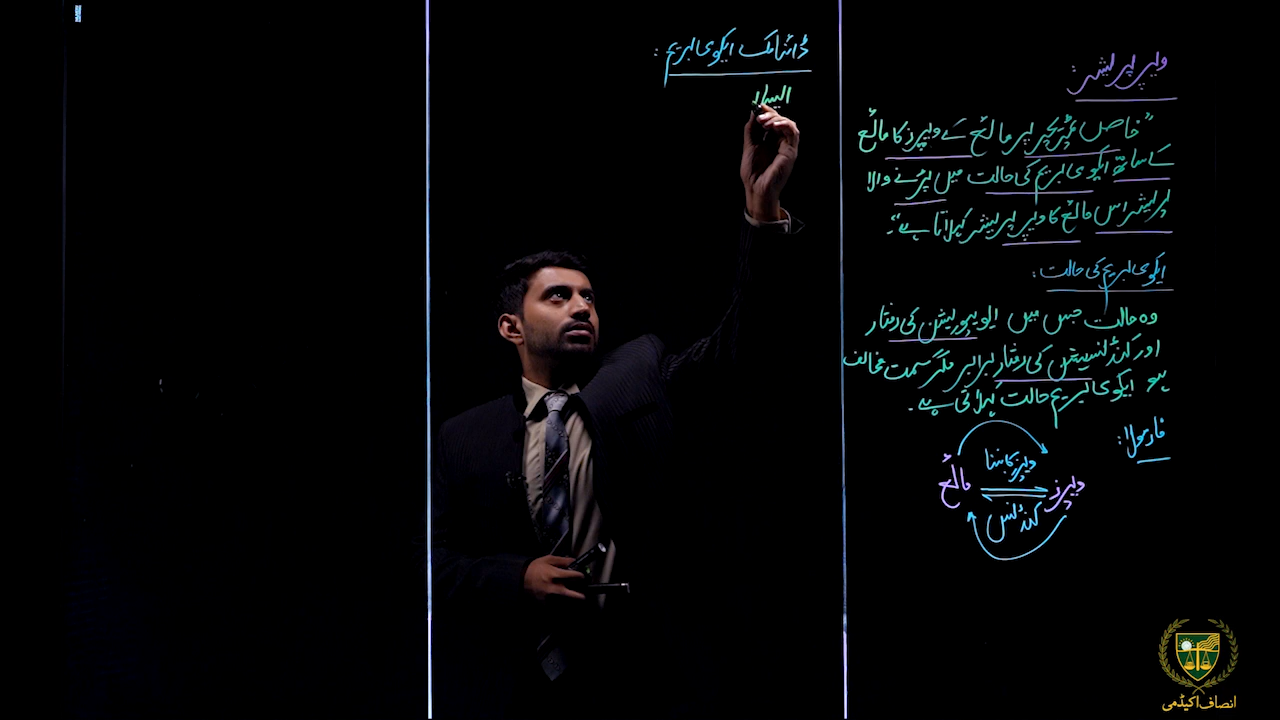 ویپر پریشر:
"خاص ٹمپریچر پر مائع کے ویپرز کا مائع
کے ساتھ ایکوی لبریم کی حالت میں پڑنے والا
پریشر اس مائع کا ویپر پریشر کہلاتا ہے"۔
ایکوی لبریم کی حالت:
وہ حالت جس میں ایویپوریشن کی رفتار
اور کنڈنسیشن کی رفتار برابر مگر سمت مخالف
ہو ایکوی لبریم حالت کہلاتی ہے۔
فارمولا:
ویپرز کا بننا
مائع ویپرز
کنڈنس
ڈائنامک ایکوی لبریم:
انصاف اکیڈمی